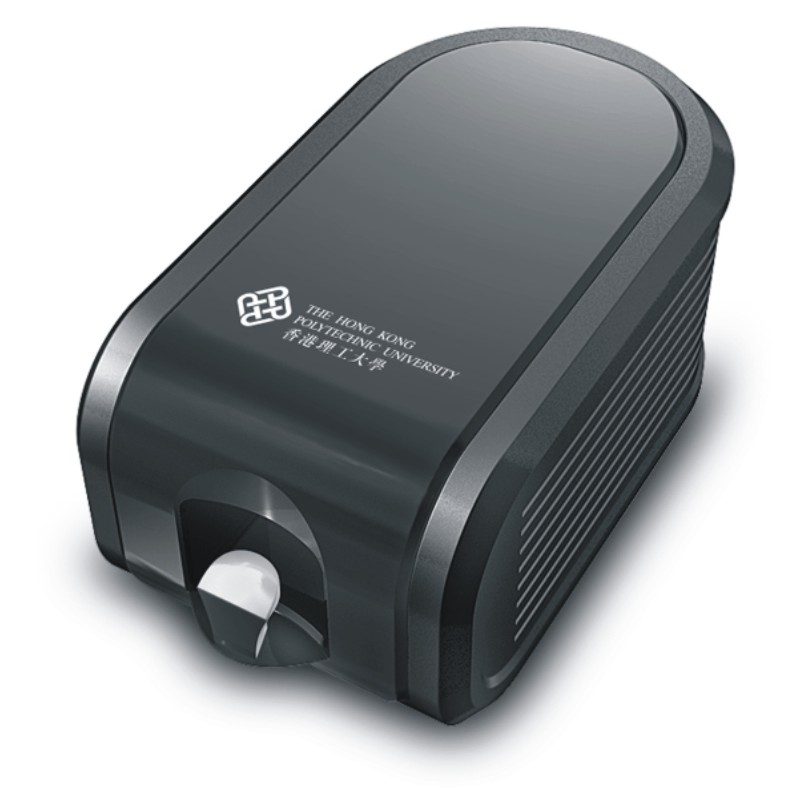 THE HONG KONG
POLYTECHNIC UNIVERSITY
香港理工大學